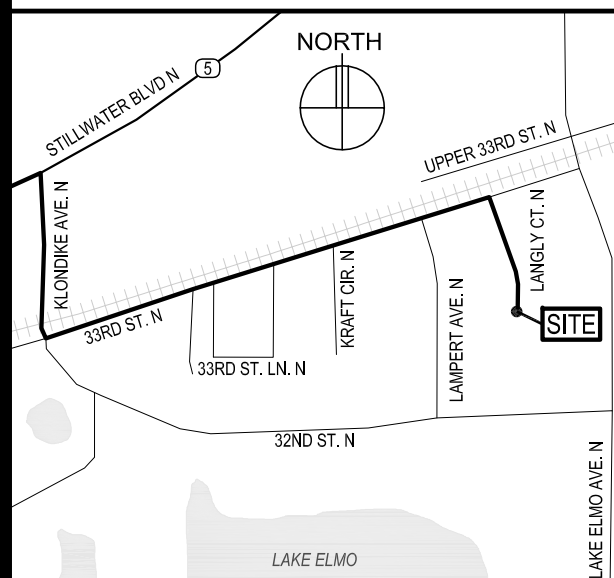 NORTH
5
STILLWATER BLVD N
UPPER 33RD ST. N
KLONDIKE AVE. N
LANGLY CT. N
KRAFT CIR. N
LAMPERT AVE. N
SITE
33RD ST. N
33RD ST. LN. N
32ND ST. N
LAKE ELMO AVE. N
LAKE ELMO